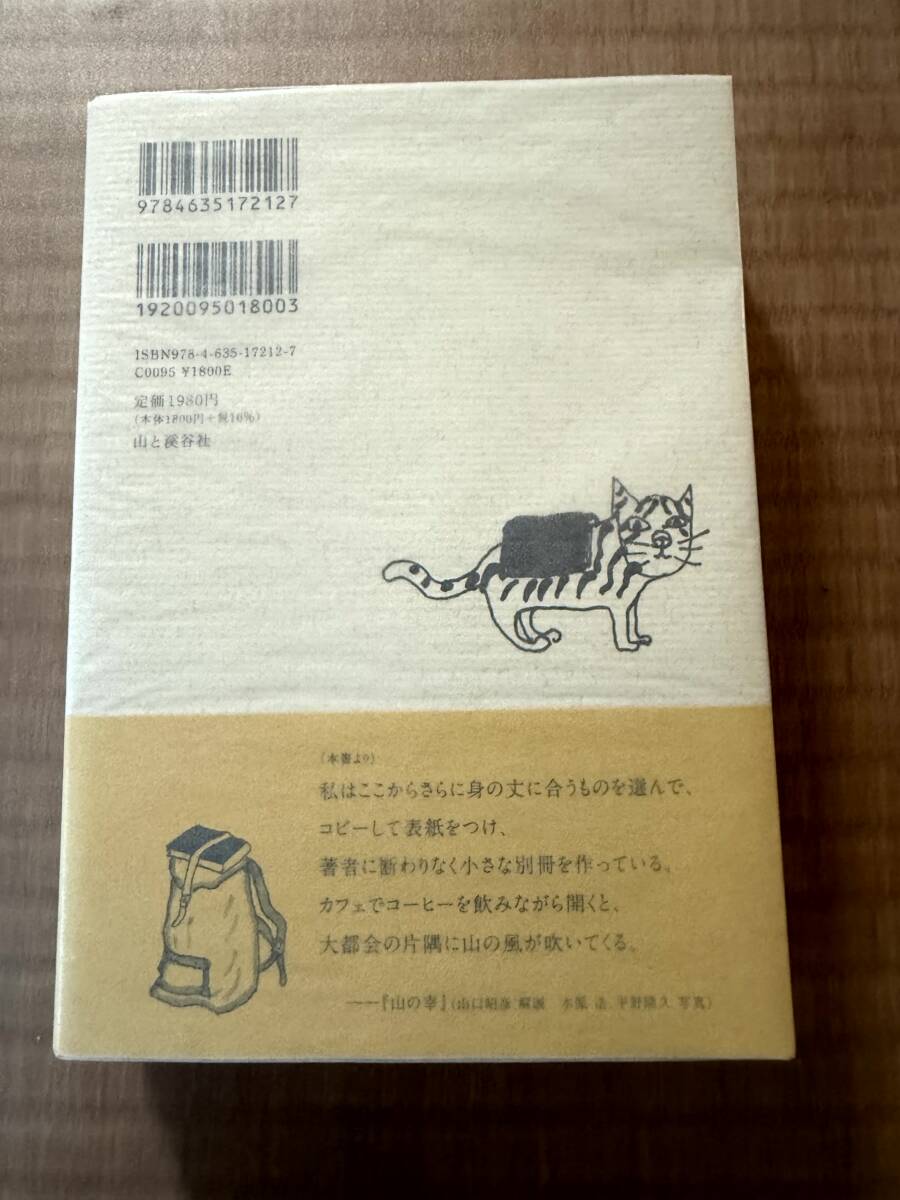 9784635172127
1920095018003
ISBN978-4-635-17212-7
C0095 ¥1800E
定価1980円
(本体1800円+税10%)
山と溪谷社
(本書より)
私はここからさらに身の丈に合うものを選んで、
コピーして表紙をつけ、
著者に断わりなく小さな別冊を作っている。
カフェでコーヒーを飲みながら開くと、
大都会の片隅に山の風が吹いてくる。
——『山の幸』(山口昭彦 解説 木原 浩、平野隆久 写真)